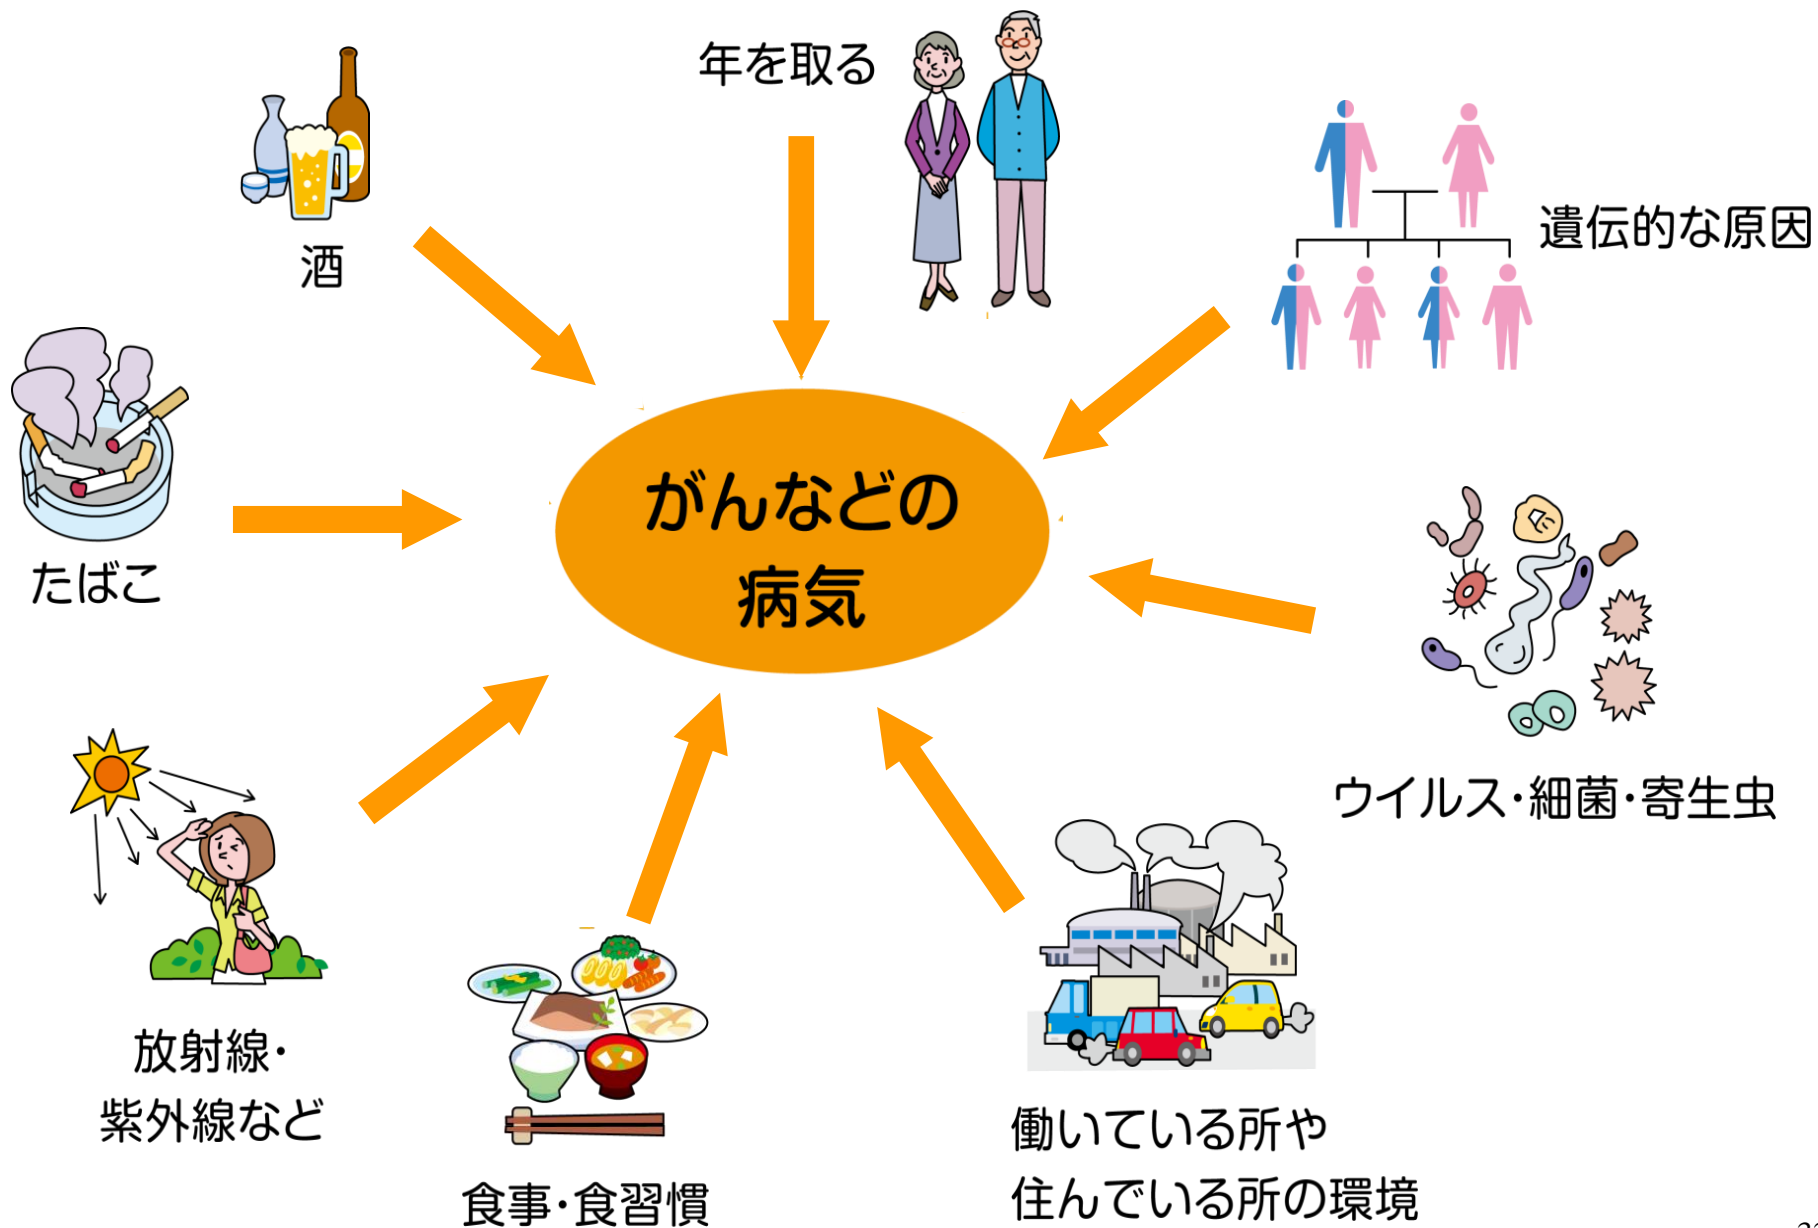 年を取る
酒
遺伝的な原因
たばこ
がんなどの
病気
ウイルス・細菌・寄生虫
放射線・
紫外線など
食事・食習慣
働いている所や
住んでいる所の環境